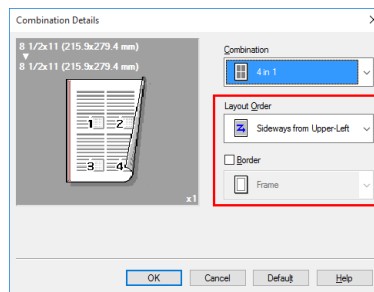 Combination Details
8 1/2x11 (215.9x279.4 mm)
8 1/2x11 (215.9x279.4 mm)
1 2
3 4
x1
Combination
4 in 1
Layout Order
Sideways from Upper-Left
Border
Frame
OK Cancel Default Help